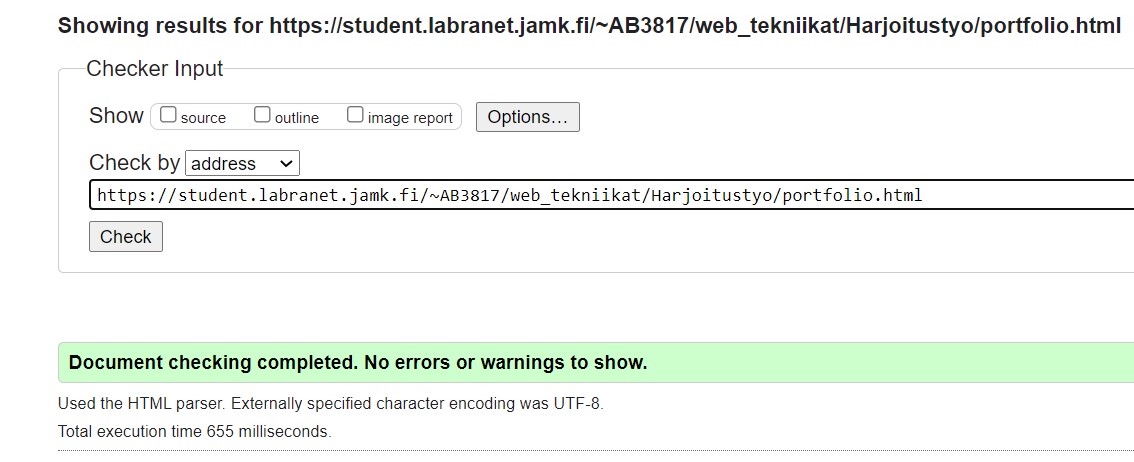 Showing results for https://student.labranet.jamk.fi/~AB3817/web_tekniikat/Harjoitustyo/portfolio.html
Checker Input
Show source outline image report Options...
Check by address
https://student.labranet.jamk.fi/~AB3817/web_tekniikat/Harjoitustyo/portfolio.html
Check
Document checking completed. No errors or warnings to show.
Used the HTML parser. Externally specified character encoding was UTF-8.
Total execution time 655 milliseconds.